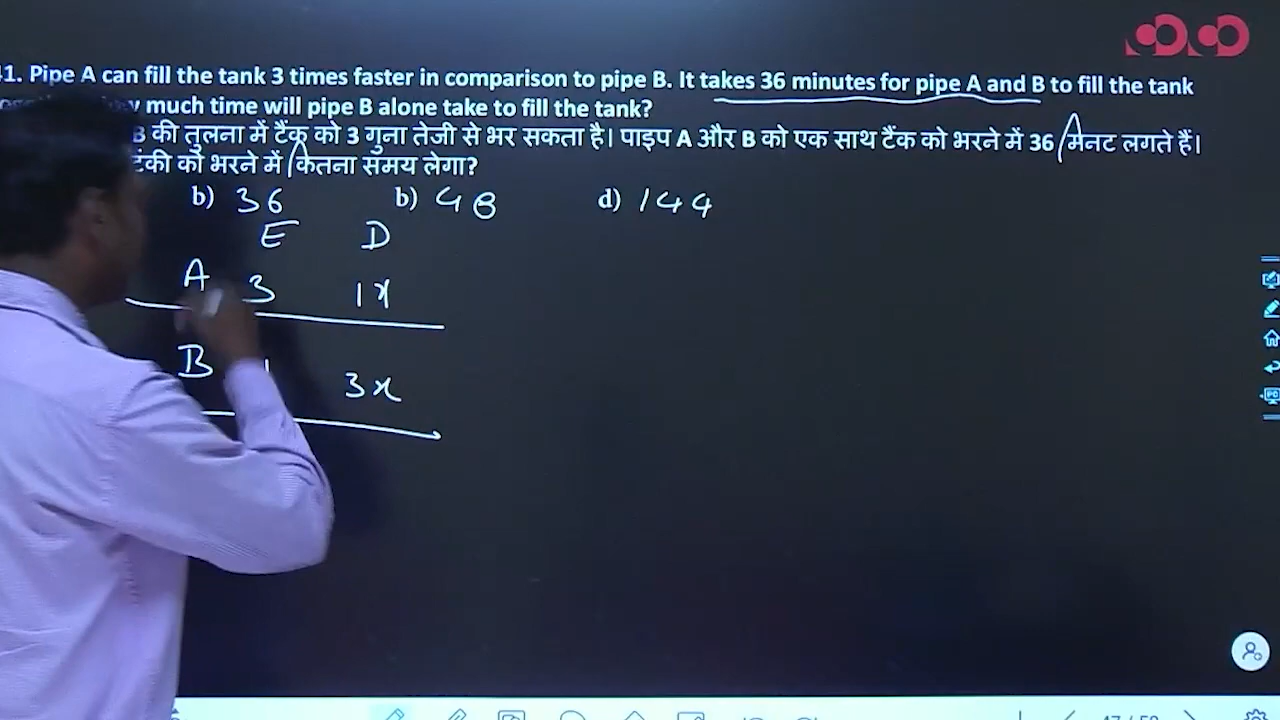 1. Pipe A can fill the tank 3 times faster in comparison to pipe B. It takes 36 minutes for pipe A and B to fill the tank
much time will pipe B alone take to fill the tank?
B की तुलना में टैंक को 3 गुना तेजी से भर सकता है। पाइप A और B को एक साथ टैंक को भरने में 36 मिनट लगते हैं।
को भरने में कितना समय लेगा?
b) 36 b) 48 d) 144
E D
A 3 1x
B 3x